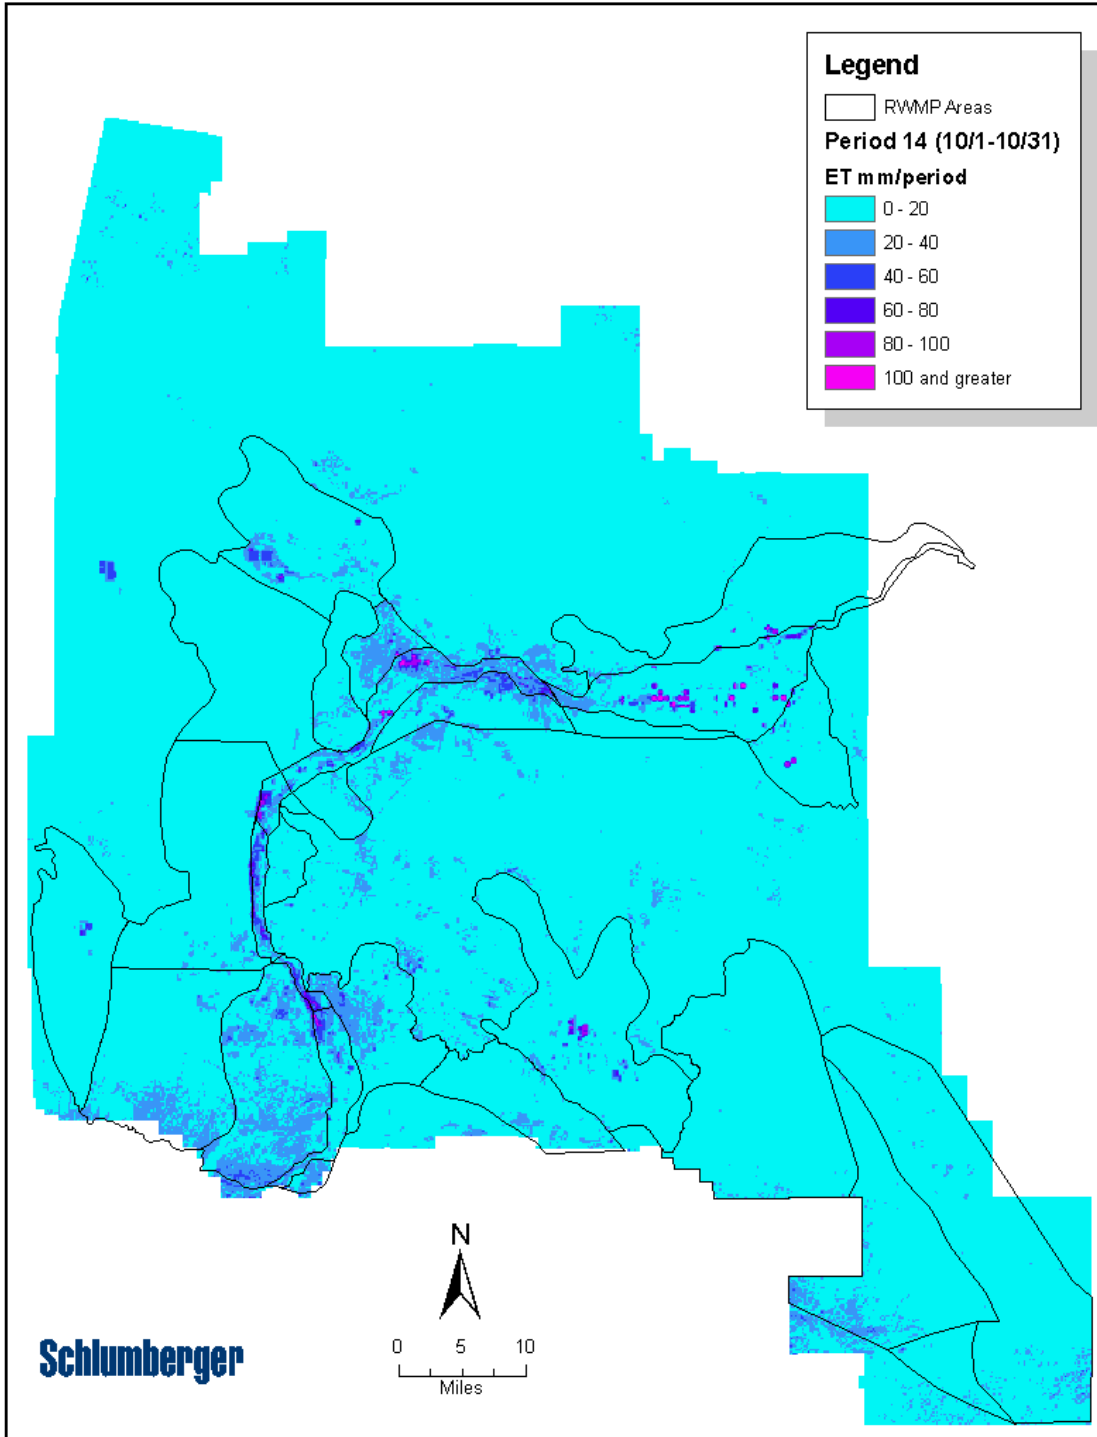 Legend
RWMP Areas
Period 14 (10/1-10/31)
ET mm/period
0 - 20
20 - 40
40 - 60
60 - 80
80 - 100
100 and greater
N
0 5 10
Miles
Schlumberger